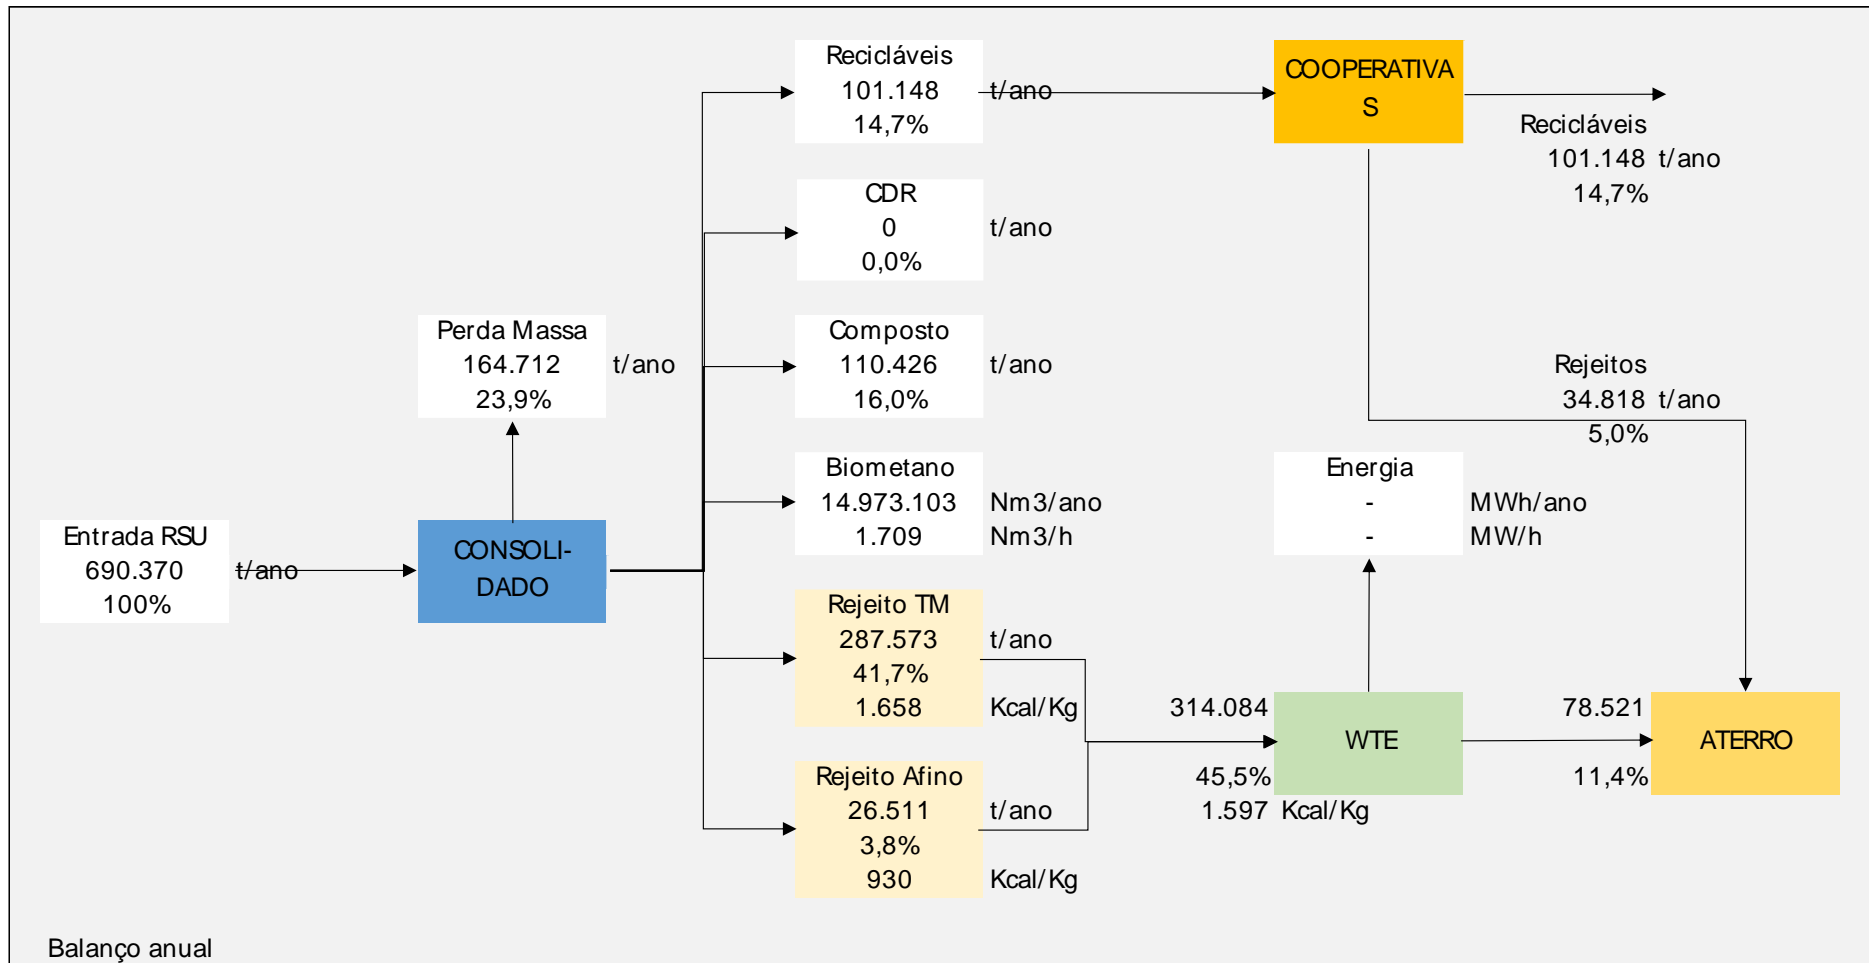 Recicláveis
101.148 t/ano
14,7%
COOPERATIVA
S
Recicláveis
101.148 t/ano
14,7%
CDR
0 t/ano
0,0%
Perda Massa
164.712 t/ano
23,9%
Composto
110.426 t/ano
16,0%
Rejeitos
34.818 t/ano
5,0%
Biometano
14.973.103 Nm3/ano
1.709 Nm3/h
Energia
- MWh/ano
- MW/h
Entrada RSU
690.370 t/ano
100%
CONSOLI-
DADO
Rejeito TM
287.573 t/ano
41,7%
1.658 Kcal/Kg
314.084
45,5%
1.597 Kcal/Kg
WTE
78.521
11,4%
ATERRO
Rejeito Afino
26.511 t/ano
3,8%
930 Kcal/Kg
Balanço anual